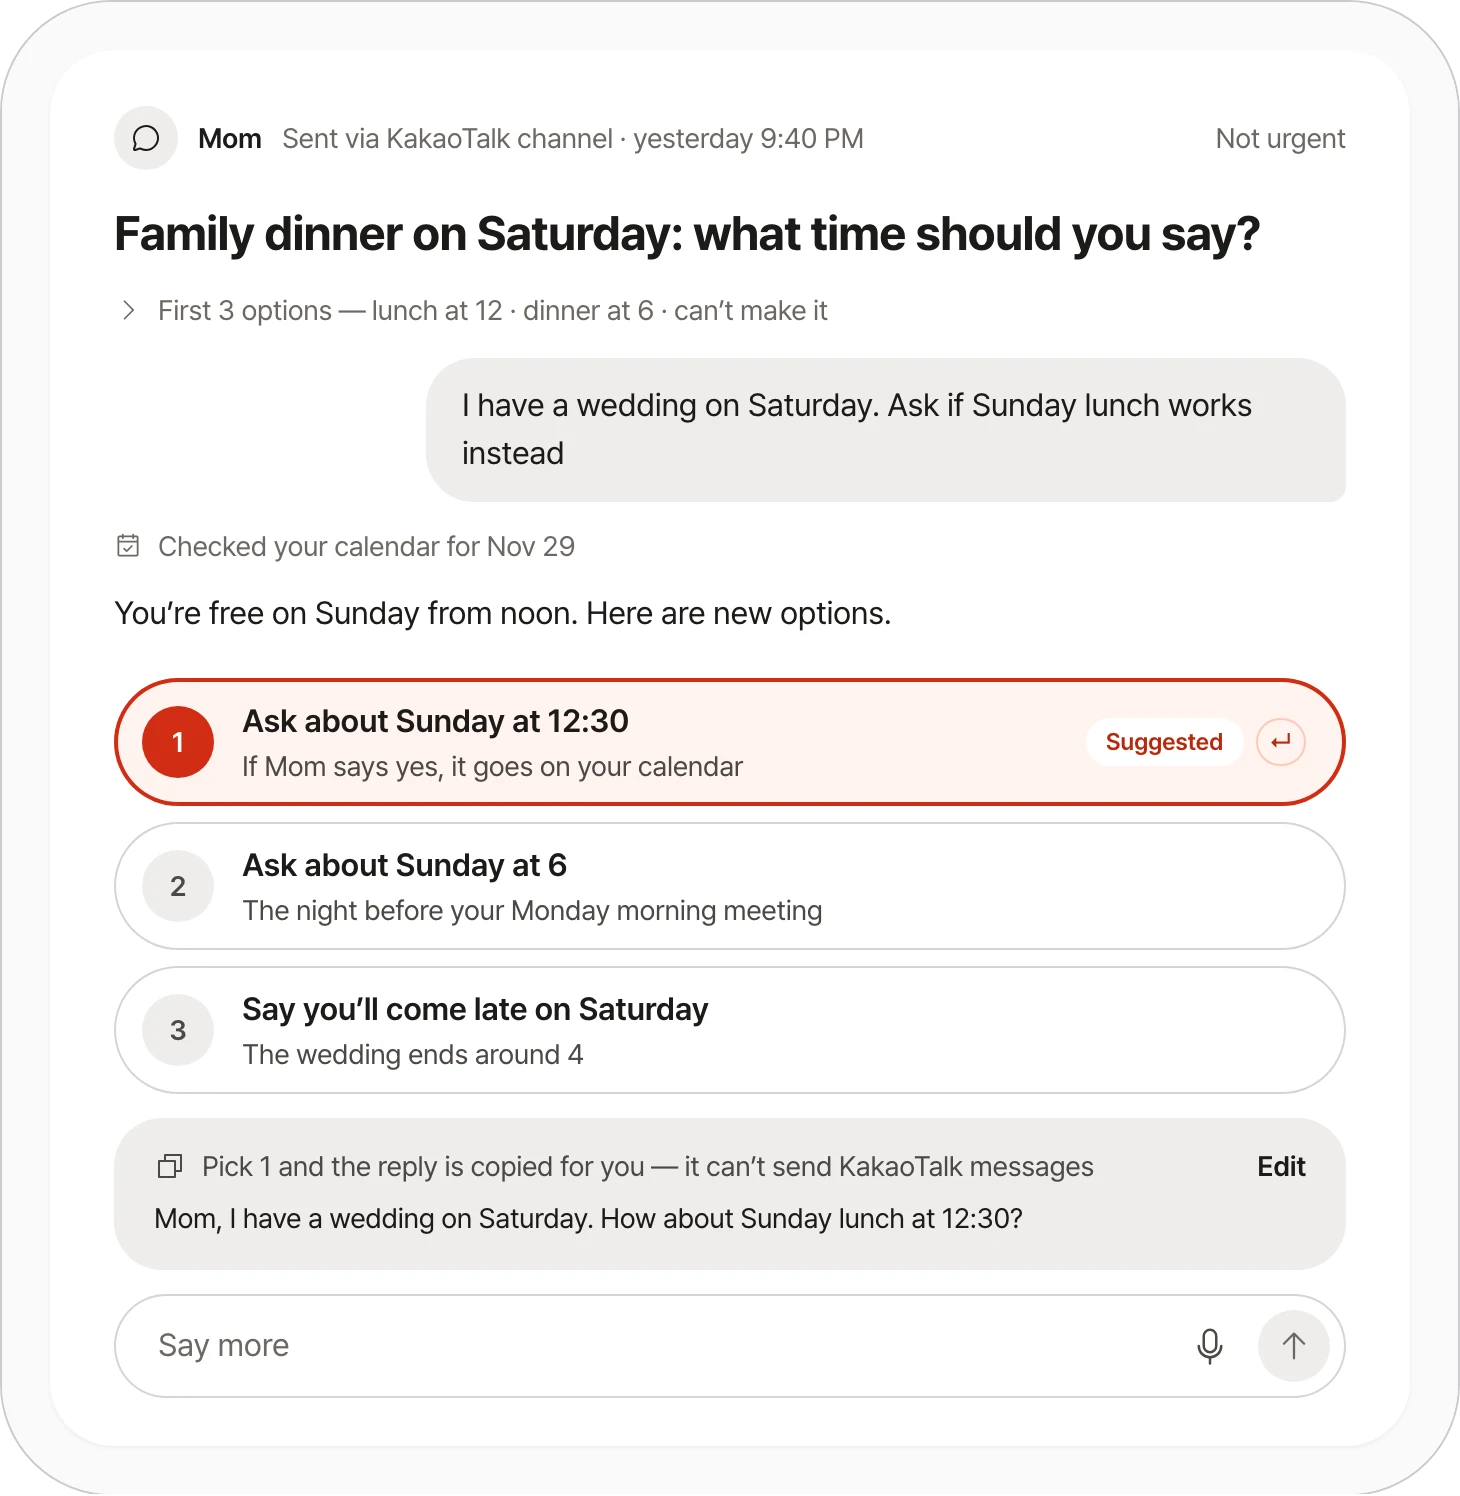 Mom Sent via KakaoTalk channel · yesterday 9:40 PM Not urgent
Family dinner on Saturday: what time should you say?
First 3 options — lunch at 12 · dinner at 6 · can’t make it
I have a wedding on Saturday. Ask if Sunday lunch works
instead
Checked your calendar for Nov 29
You’re free on Sunday from noon. Here are new options.
1 Ask about Sunday at 12:30 Suggested
If Mom says yes, it goes on your calendar
2 Ask about Sunday at 6
The night before your Monday morning meeting
3 Say you’ll come late on Saturday
The wedding ends around 4
Pick 1 and the reply is copied for you — it can’t send KakaoTalk messages Edit
Mom, I have a wedding on Saturday. How about Sunday lunch at 12:30?
Say more